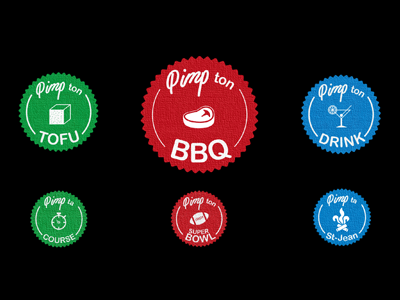 Pimp ton
TOFU
Pimp ton
BBQ
Pimp ton
DRINK
Pimp ta
COURSE
Pimp ton
SUPER
BOWL
Pimp ta
St-Jean